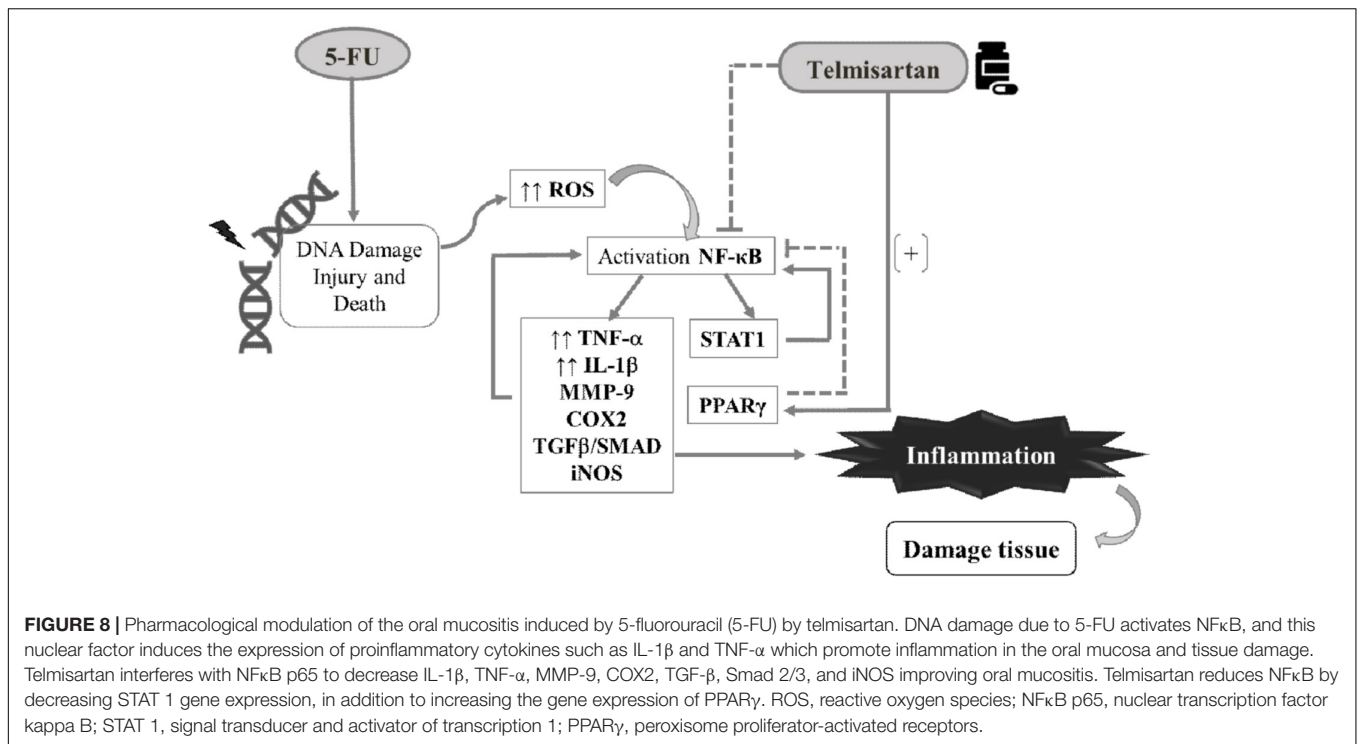 5-FU
Telmisartan
↑↑ ROS
DNA Damage
Injury and
Death
Activation NF-κB
[+]
↑↑ TNF-α
↑↑ IL-1β
MMP-9
COX2
TGFβ/SMAD
iNOS
STAT1
PPARγ
Inflammation
Damage tissue
FIGURE 8 | Pharmacological modulation of the oral mucositis induced by 5-fluorouracil (5-FU) by telmisartan. DNA damage due to 5-FU activates NFκB, and this
nuclear factor induces the expression of proinflammatory cytokines such as IL-1β and TNF-α which promote inflammation in the oral mucosa and tissue damage.
Telmisartan interferes with NFκB p65 to decrease IL-1β, TNF-α, MMP-9, COX2, TGF-β, Smad 2/3, and iNOS improving oral mucositis. Telmisartan reduces NFκB by
decreasing STAT 1 gene expression, in addition to increasing the gene expression of PPARγ. ROS, reactive oxygen species; NFκB p65, nuclear transcription factor
kappa B; STAT 1, signal transducer and activator of transcription 1; PPARγ, peroxisome proliferator-activated receptors.